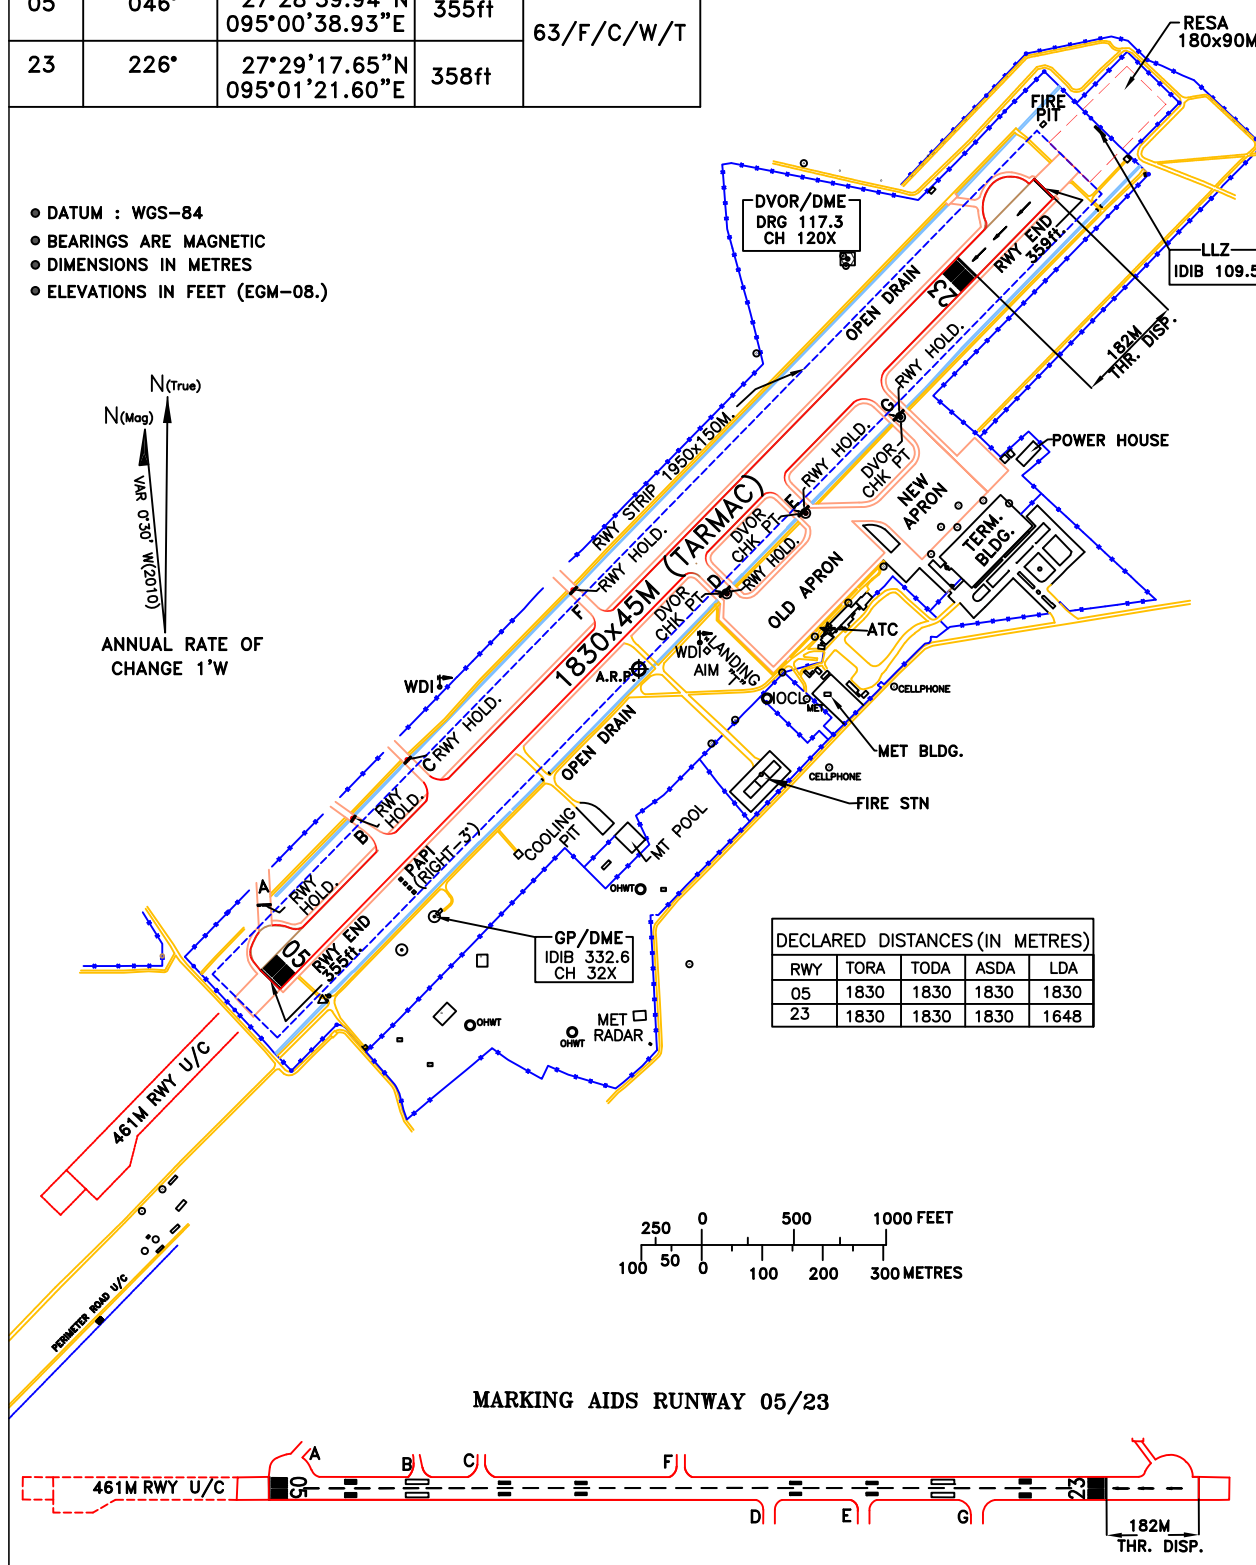 05 046° 27°28'39.94"N 355ft
095°00'38.93"E
63/F/C/W/T
23 226° 27°29'17.65"N 358ft
095°01'21.60"E
RESA
180x90M
FIRE
PIT
DATUM : WGS-84
BEARINGS ARE MAGNETIC
DIMENSIONS IN METRES
ELEVATIONS IN FEET (EGM-08.)
DVOR/DME
DRG 117.3
CH 120X
RWY END
359ft.
LLZ
IDIB 109.5
23
OPEN DRAIN
182M
THR. DISP.
RWY HOLD.
G
N(True)
N(Mag)
VAR 0°30' W(2010)
ANNUAL RATE OF
CHANGE 1'W
RWY STRIP 1950x150M.
RWY HOLD.
DVOR
CHK PT
POWER HOUSE
NEW
APRON
E
TERM.
BLDG.
1830x45M (TARMAC)
DVOR
CHK PT
RWY HOLD.
RWY HOLD.
F
D
DVOR
CHK PT
OLD APRON
ATC
WDI
LANDING
"T"
AIM
A.R.P.
WDI
IOCL
MET
CELLPHONE
MET BLDG.
CELLPHONE
FIRE STN
C
RWY HOLD.
OPEN DRAIN
RWY
HOLD.
B
COOLING
PIT
MT POOL
PAPI
(RIGHT-3°)
OHWT
A
RWY
HOLD.
05
RWY END
355ft.
GP/DME
IDIB 332.6
CH 32X
OHWT
OHWT
MET
RADAR
DECLARED DISTANCES (IN METRES)
RWY TORA TODA ASDA LDA
05 1830 1830 1830 1830
23 1830 1830 1830 1648
461M RWY U/C
PERIMETER ROAD U/C
250 0 500 1000 FEET
100 50 0 100 200 300 METRES
MARKING AIDS RUNWAY 05/23
A B C F
461M RWY U/C 05 23
D E G
182M
THR. DISP.